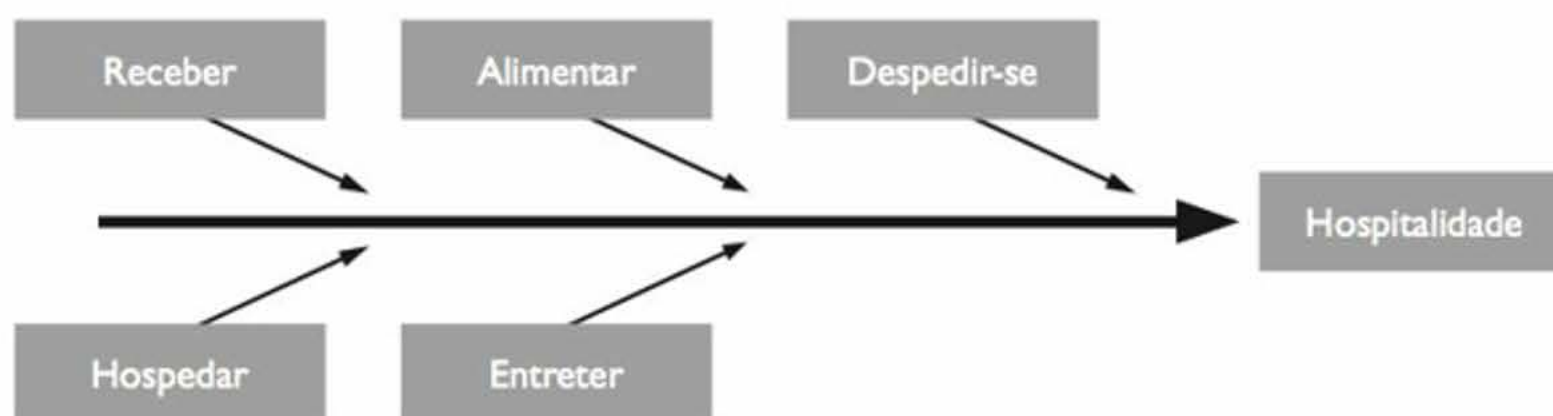 Receber
Alimentar
Despedir-se
Hospitalidade
Hospedar
Entreter